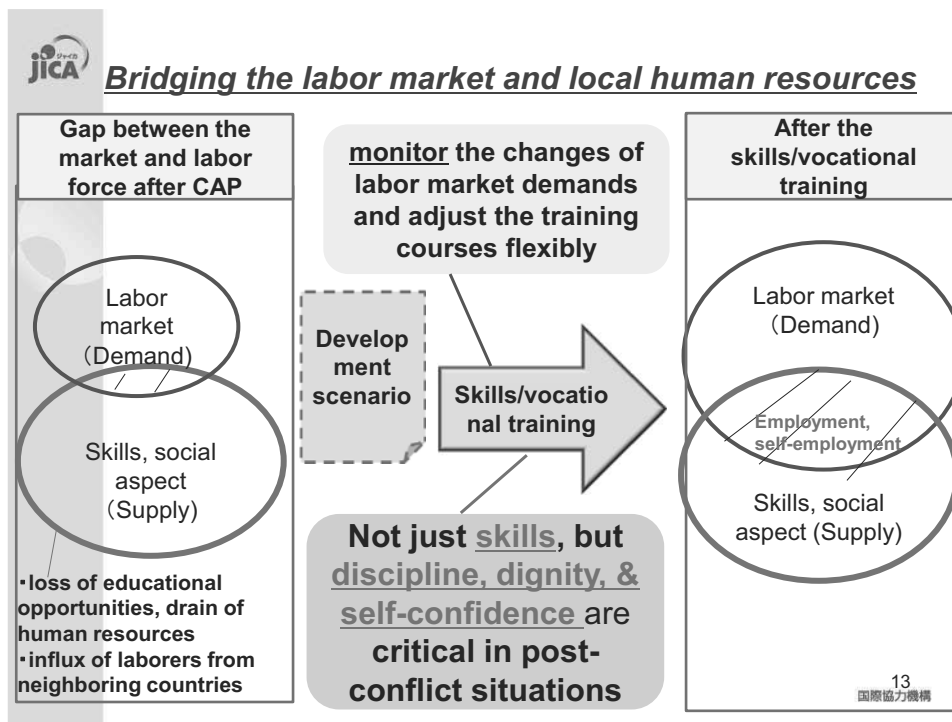 ジャイカ
JICA
Bridging the labor market and local human resources
Gap between the
market and labor
force after CAP
Labor
market
(Demand)
Skills, social
aspect
(Supply)
・loss of educational
opportunities, drain of
human resources
・influx of laborers from
neighboring countries
monitor the changes of
labor market demands
and adjust the training
courses flexibly
Develop
ment
scenario
Skills/vocatio
nal training
Not just skills, but
discipline, dignity, &
self-confidence are
critical in post-
conflict situations
After the
skills/vocational
training
Labor market
(Demand)
Employment,
self-employment
Skills, social
aspect (Supply)
13
国際協力機構